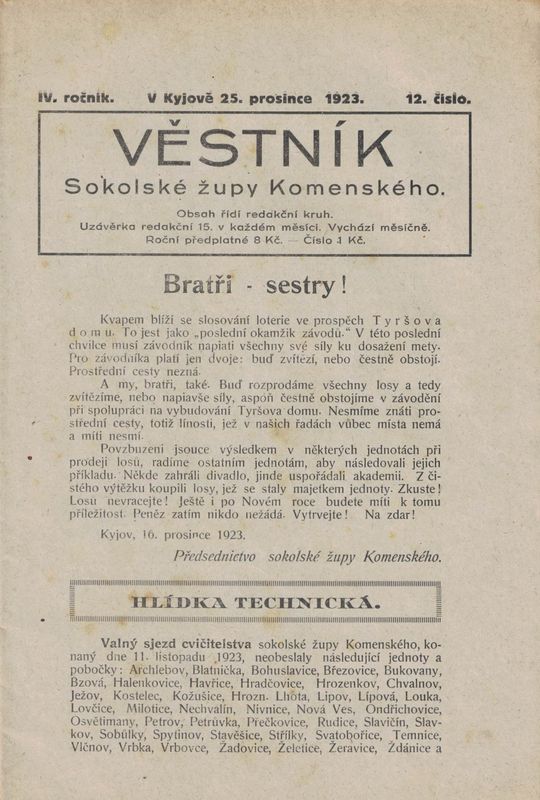 IV. ročník. V Kyjově 25. prosince 1923. 12. číslo.
VĚSTNÍK
Sokolské župy Komenského.
Obsah řídí redakční kruh.
Uzávěrka redakční 15. v každém měsíci. Vychází měsíčně.
Roční předplatné 8 Kč. — Číslo 1 Kč.
Bratři - sestry!
Kvapem blíží se slosování loterie ve prospěch Tyršova
domu. To jest jako „poslední okamžik závodu.“ V této poslední
chvilce musí závodník napiati všechny své síly ku dosažení mety.
Pro závodníka platí jen dvoje: buď zvítězí, nebo čestně obstojí.
Prostřední cesty nezná.
A my, bratři, také. Buď rozprodáme všechny losy a tedy
zvítězíme, nebo napiavše síly, aspoň čestně obstojíme v závodění
při spolupráci na vybudování Tyršova domu. Nesmíme znáti pro-
střední cesty, totiž línosti, jež v našich řadách vůbec místa nemá
a míti nesmí.
Povzbuzení jsouce výsledkem v některých jednotách při
prodeji losů, radíme ostatním jednotám, aby následovali jejich
příkladu. Někde zahráli divadlo, jinde uspořádali akademii. Z či-
stého výtěžku koupili losy, jež se staly majetkem jednoty. Zkuste!
Losů nevracejte! Ještě i po Novém roce budete míti k tomu
příležitost. Peněz zatím nikdo nežádá. Vytrvejte! Na zdar!
Kyjov, 16. prosince 1923.
Předsednictvo sokolské župy Komenského.
HLÍDKA TECHNICKÁ.
Valný sjezd cvičitelstva sokolské župy Komenského, ko-
naný dne 11. listopadu 1923, neobeslaly následující jednoty a
pobočky: Archlebov, Blatnička, Bohuslavice, Březovice, Bukovany,
Bzová, Halenkovice, Havřice, Hradčovice, Hrozenkov, Chvalnov,
Ježov, Kostelec, Kožušice, Hrozn. Lhota, Lipov, Lípová, Louka,
Lovčice, Milotice, Nechvalín, Nivnice, Nová Ves, Ondřichovice,
Osvětimany, Petrov, Petrůvka, Přečkovice, Rudice, Slavičín, Slav-
kov, Sobůlky, Spytinov, Stavěšice, Střílky, Svatobořice, Temnice,
Vlčnov, Vrbka, Vrbovce, Žadovice, Želetice, Žeravice, Ždánice a